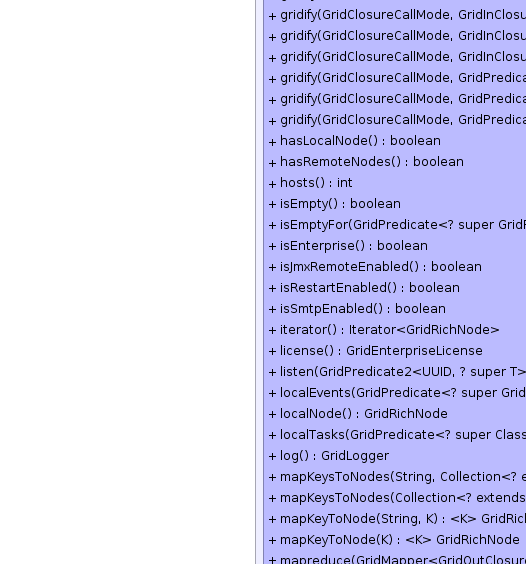 + gridify(GridClosureCallMode, GridInClosu
+ gridify(GridClosureCallMode, GridInClosu
+ gridify(GridClosureCallMode, GridInClosu
+ gridify(GridClosureCallMode, GridPredica
+ gridify(GridClosureCallMode, GridPredica
+ gridify(GridClosureCallMode, GridPredica
+ hasLocalNode() : boolean
+ hasRemoteNodes() : boolean
+ hosts() : int
+ isEmpty() : boolean
+ isEmptyFor(GridPredicate<? super GridR
+ isEnterprise() : boolean
+ isJmxRemoteEnabled() : boolean
+ isRestartEnabled() : boolean
+ isSmtpEnabled() : boolean
+ iterator() : Iterator<GridRichNode>
+ license() : GridEnterpriseLicense
+ listen(GridPredicate2<UUID, ? super T>
+ localEvents(GridPredicate<? super Grid
+ localNode() : GridRichNode
+ localTasks(GridPredicate<? super Class
+ log() : GridLogger
+ mapKeysToNodes(String, Collection<? e
+ mapKeysToNodes(Collection<? extends
+ mapKeyToNode(String, K) : <K> GridRich
+ mapKeyToNode(K) : <K> GridRichNode
+ mapreduce(GridMapper<GridOutClosure